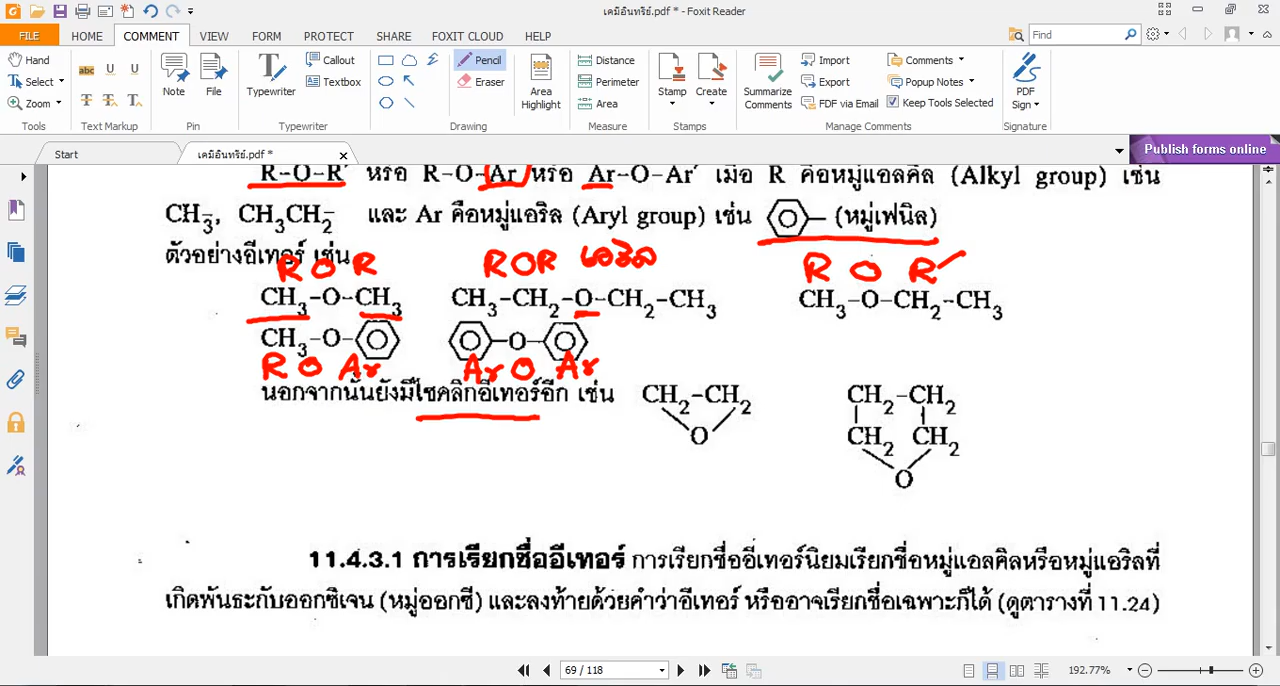 เคมีอินทรีย์.pdf * - Foxit Reader
FILE HOME COMMENT VIEW FORM PROTECT SHARE FOXIT CLOUD HELP Find
Hand Select Zoom Tools
abc U U T T T Text Markup
Note File Pin
Typewriter Callout Textbox Typewriter
Pencil Eraser Drawing
Area Highlight Distance Perimeter Area Measure
Stamp Create Stamps
Summarize Comments Import Export FDF via Email Comments Popup Notes Keep Tools Selected Manage Comments
PDF Sign Signature
Start เคมีอินทรีย์.pdf * Publish forms online
R-O-R′ หรือ R-O-Ar หรือ Ar-O-Ar′ เมื่อ R คือหมู่แอลคิล (Alkyl group) เช่น
CH₃-, CH₃CH₂- และ Ar คือหมู่แอริล (Aryl group) เช่น – (หมู่เฟนิล)
ตัวอย่างอีเทอร์ เช่น
R O R ROR R O R′
CH₃-O-CH₃ CH₃-CH₂-O-CH₂-CH₃ CH₃-O-CH₂-CH₃
CH₃-O- -O-
R O Ar Ar O Ar
นอกจากนั้นยังมีไซคลิกอีเทอร์อีก เช่น CH₂-CH₂ CH₂-CH₂
O CH₂ CH₂
O
11.4.3.1 การเรียกชื่ออีเทอร์ การเรียกชื่ออีเทอร์นิยมเรียกชื่อหมู่แอลคิลหรือหมู่แอริลที่
เกิดพันธะกับออกซิเจน (หมู่ออกซี) และลงท้ายด้วยคำว่าอีเทอร์ หรืออาจเรียกชื่อเฉพาะก็ได้ (ดูตารางที่ 11.24)
69 / 118 192.77%